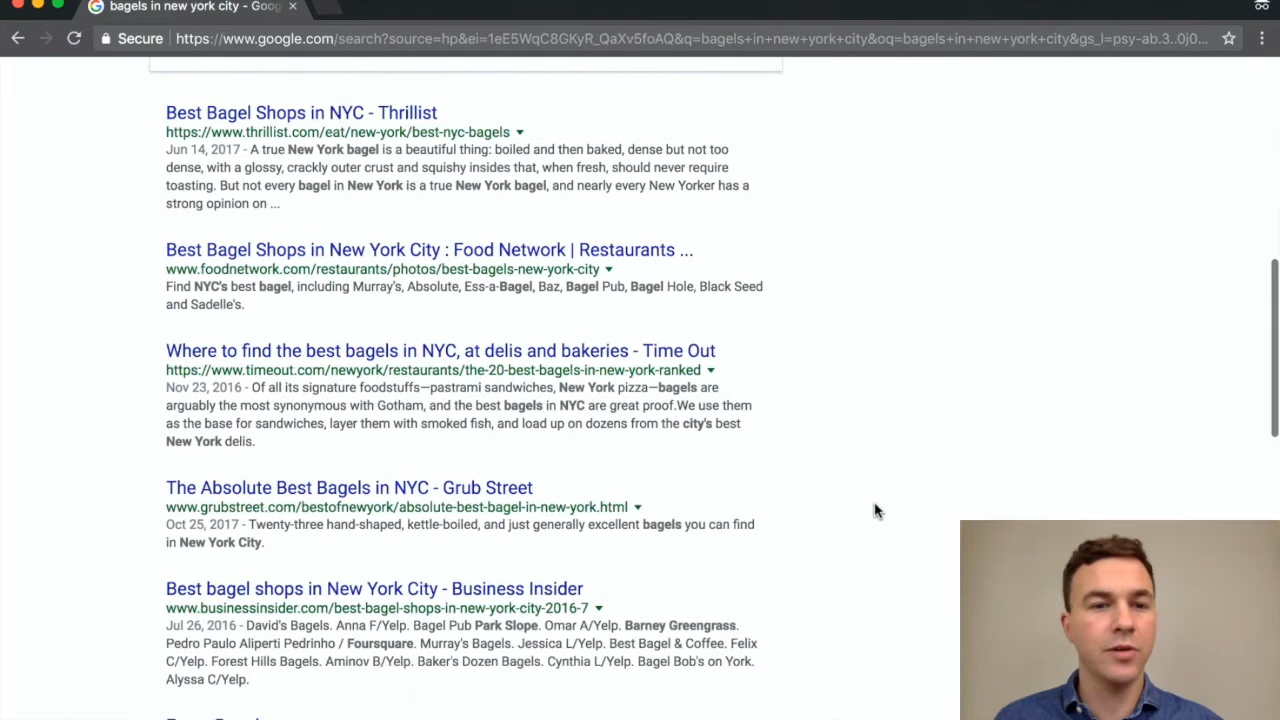 bagels in new york city - Goog
Secure https://www.google.com/search?source=hp&ei=1eE5WqC8GKyR_QaXv5foAQ&q=bagels+in+new+york+city&oq=bagels+in+new+york+city&gs_l=psy-ab.3..0j0...
Best Bagel Shops in NYC - Thrillist
https://www.thrillist.com/eat/new-york/best-nyc-bagels
Jun 14, 2017 - A true New York bagel is a beautiful thing: boiled and then baked, dense but not too
dense, with a glossy, crackly outer crust and squishy insides that, when fresh, should never require
toasting. But not every bagel in New York is a true New York bagel, and nearly every New Yorker has a
strong opinion on ...
Best Bagel Shops in New York City : Food Network | Restaurants ...
www.foodnetwork.com/restaurants/photos/best-bagels-new-york-city
Find NYC's best bagel, including Murray's, Absolute, Ess-a-Bagel, Baz, Bagel Pub, Bagel Hole, Black Seed
and Sadelle's.
Where to find the best bagels in NYC, at delis and bakeries - Time Out
https://www.timeout.com/newyork/restaurants/the-20-best-bagels-in-new-york-ranked
Nov 23, 2016 - Of all its signature foodstuffs—pastrami sandwiches, New York pizza—bagels are
arguably the most synonymous with Gotham, and the best bagels in NYC are great proof.We use them
as the base for sandwiches, layer them with smoked fish, and load up on dozens from the city's best
New York delis.
The Absolute Best Bagels in NYC - Grub Street
www.grubstreet.com/bestofnewyork/absolute-best-bagel-in-new-york.html
Oct 25, 2017 - Twenty-three hand-shaped, kettle-boiled, and just generally excellent bagels you can find
in New York City.
Best bagel shops in New York City - Business Insider
www.businessinsider.com/best-bagel-shops-in-new-york-city-2016-7
Jul 26, 2016 - David's Bagels. Anna F/Yelp. Bagel Pub Park Slope. Omar A/Yelp. Barney Greengrass.
Pedro Paulo Aliperti Pedrinho / Foursquare. Murray's Bagels. Jessica L/Yelp. Best Bagel & Coffee. Felix
C/Yelp. Forest Hills Bagels. Aminov B/Yelp. Baker's Dozen Bagels. Cynthia L/Yelp. Bagel Bob's on York.
Alyssa C/Yelp.